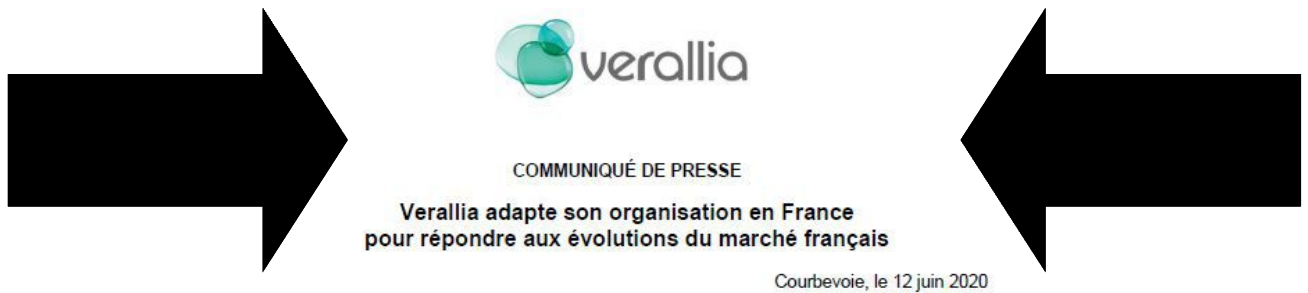 verallia
COMMUNIQUÉ DE PRESSE
Verallia adapte son organisation en France
pour répondre aux évolutions du marché français
Courbevoie, le 12 juin 2020